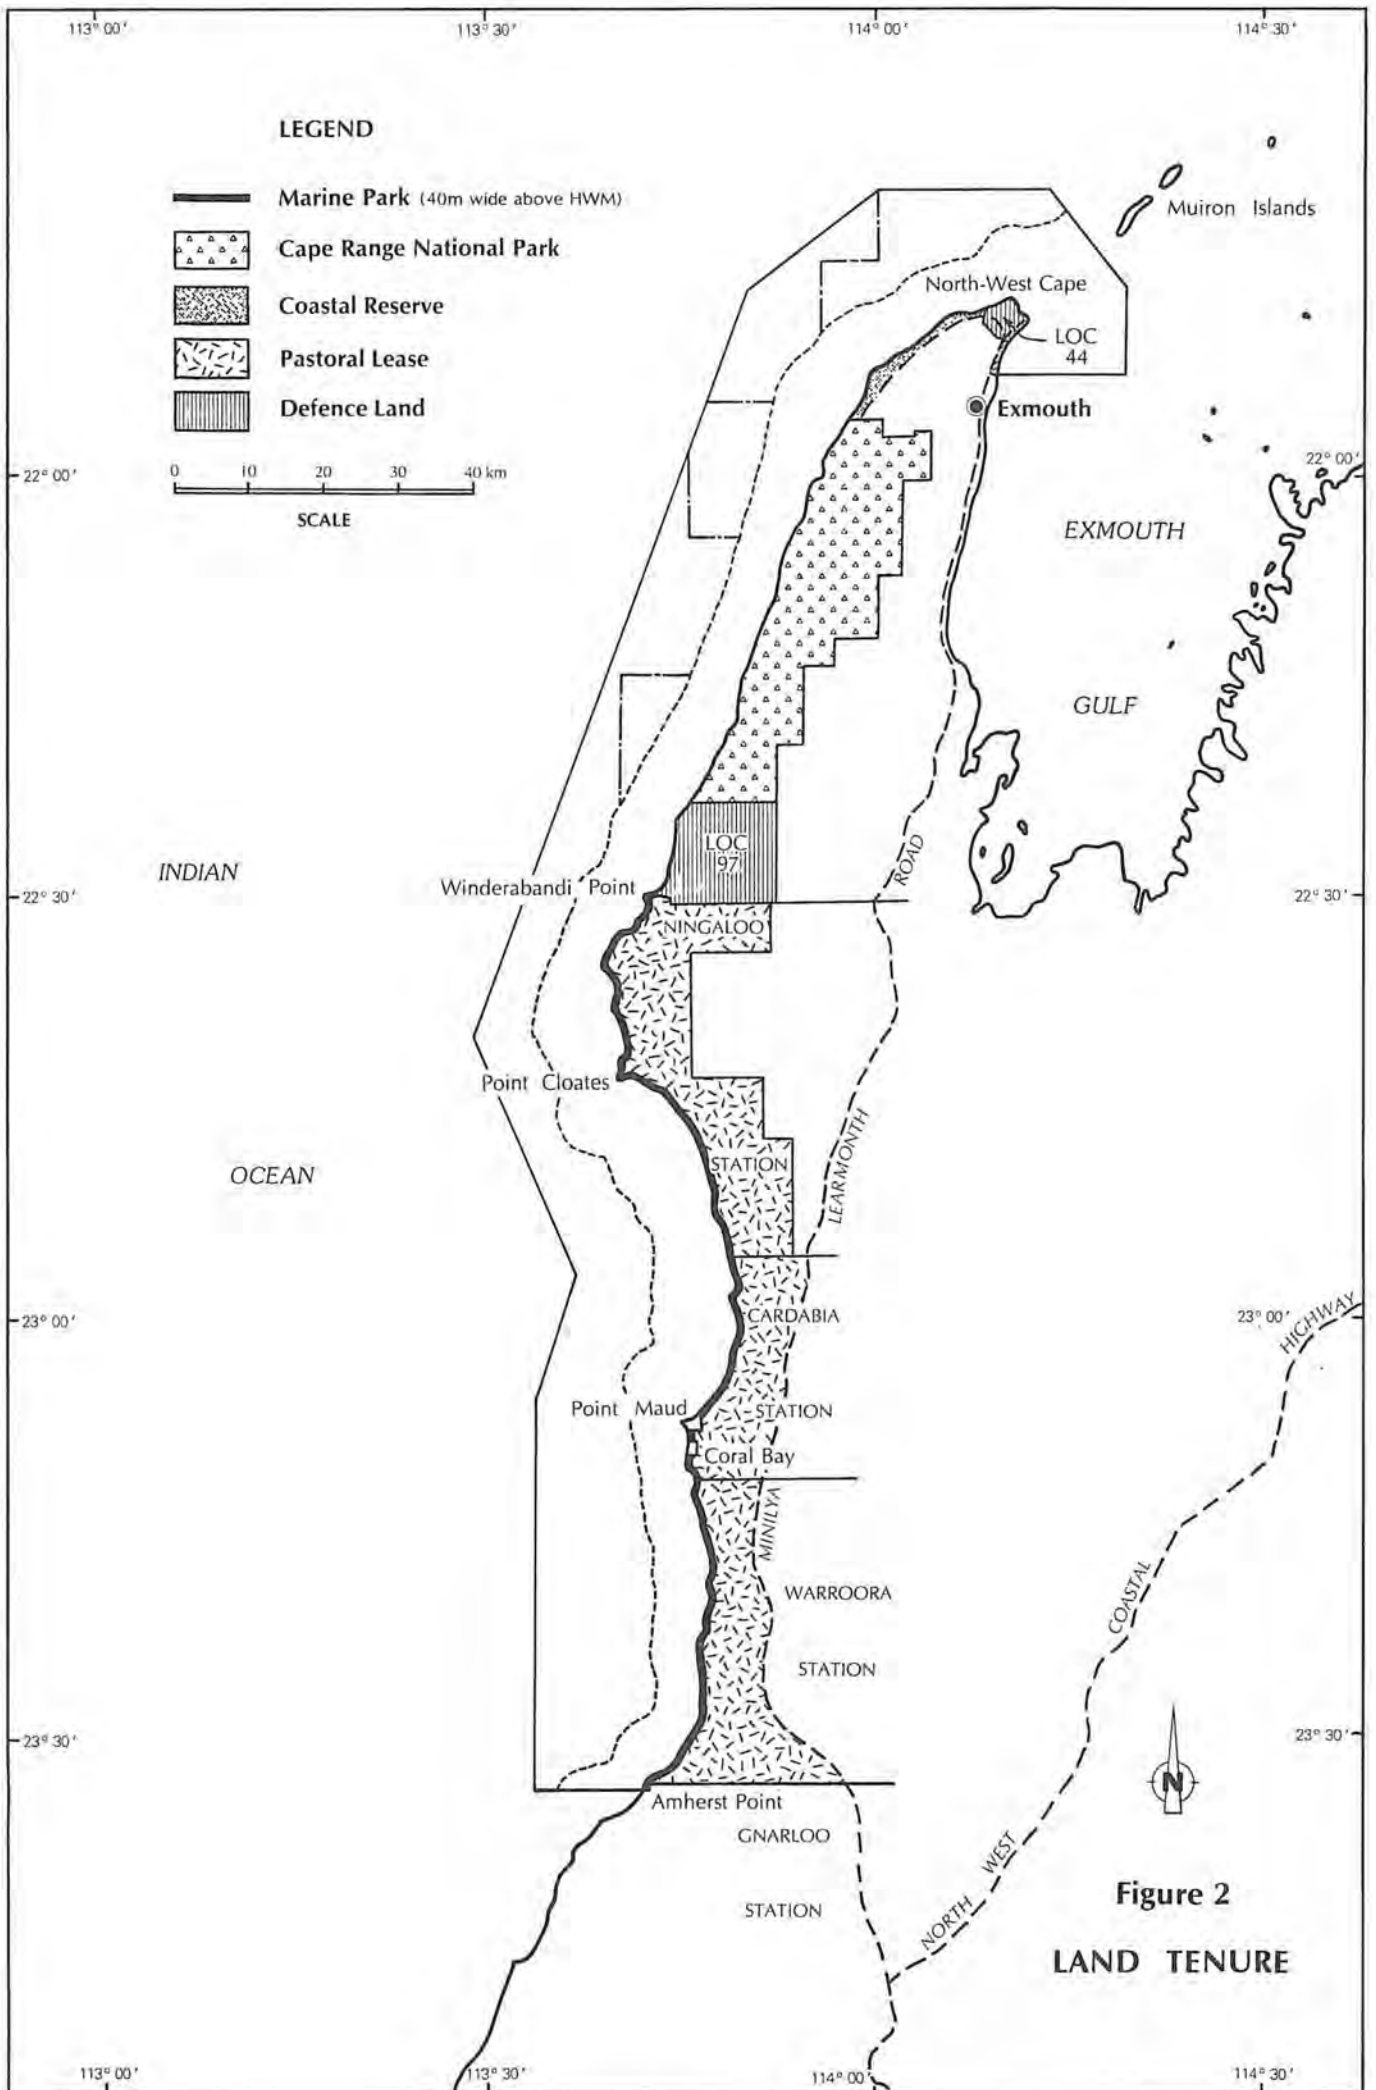 113° 00'
113° 30'
114° 00'
114° 30'
LEGEND
Marine Park (40m wide above HWM)
Cape Range National Park
Coastal Reserve
Pastoral Lease
Defence Land
0 10 20 30 40 km
SCALE
Muiron Islands
North-West Cape
LOC
44
Exmouth
22° 00'
22° 00'
EXMOUTH
GULF
INDIAN
OCEAN
LOC
97
ROAD
Winderabandi Point
22° 30'
22° 30'
NINGALOO
Point Cloates
STATION
LEARMONTH
23° 00'
23° 00'
CARDABIA
HIGHWAY
Point Maud
STATION
Coral Bay
MINILYA
WARROORA
STATION
COASTAL
23° 30'
23° 30'
N
Amherst Point
GNARLOO
STATION
WEST
NORTH
Figure 2
LAND TENURE
113° 00'
113° 30'
114° 00'
114° 30'